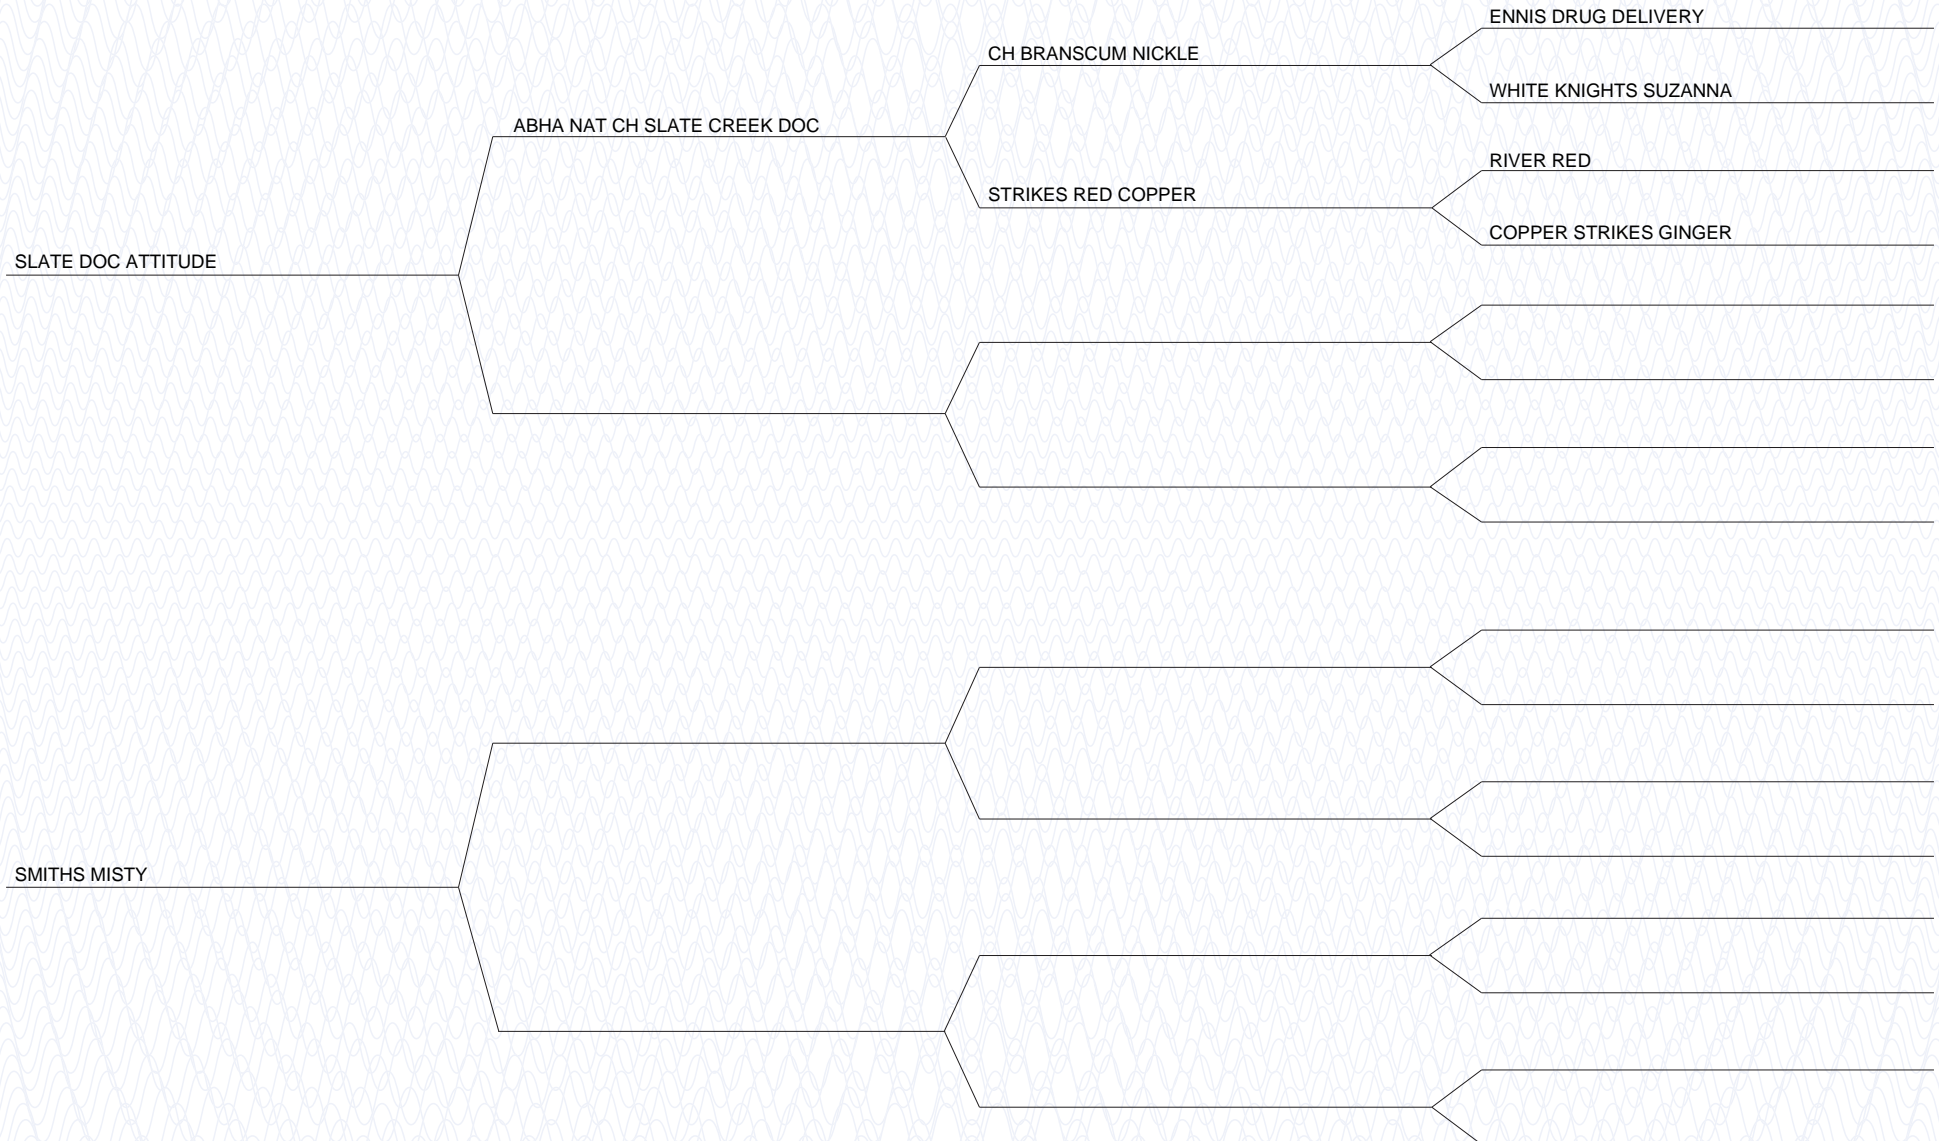 ENNIS DRUG DELIVERY
CH BRANSCUM NICKLE
WHITE KNIGHTS SUZANNA
ABHA NAT CH SLATE CREEK DOC
RIVER RED
STRIKES RED COPPER
COPPER STRIKES GINGER
SLATE DOC ATTITUDE
SMITHS MISTY